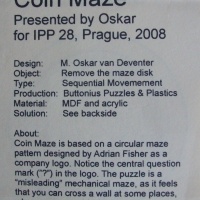 Coin Maze
Presented by Oskar
for IPP 28, Prague, 2008
Design: M. Oskar van Deventer
Object: Remove the maze disk
Type: Sequential Movemement
Production: Buttonius Puzzles & Plastics
Material: MDF and acrylic
Solution: See backside
About:
Coin Maze is based on a circular maze
pattern designed by Adrian Fisher as a
company logo. Notice the central question
mark ("?") in the logo. The puzzle is a
"misleading" mechanical maze, as it feels
that you can cross a wall at some places,